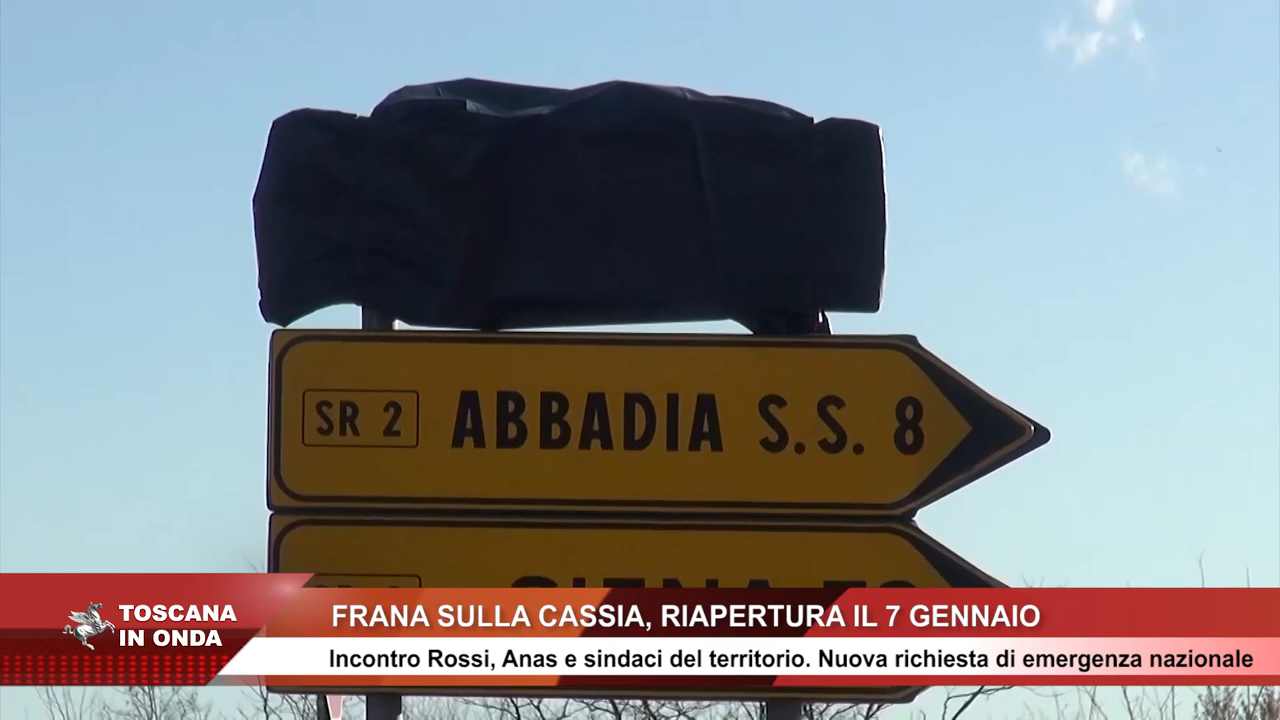 SR 2 ABBADIA S.S. 8
SIENA
TOSCANA
IN ONDA
FRANA SULLA CASSIA, RIAPERTURA IL 7 GENNAIO
Incontro Rossi, Anas e sindaci del territorio. Nuova richiesta di emergenza nazionale